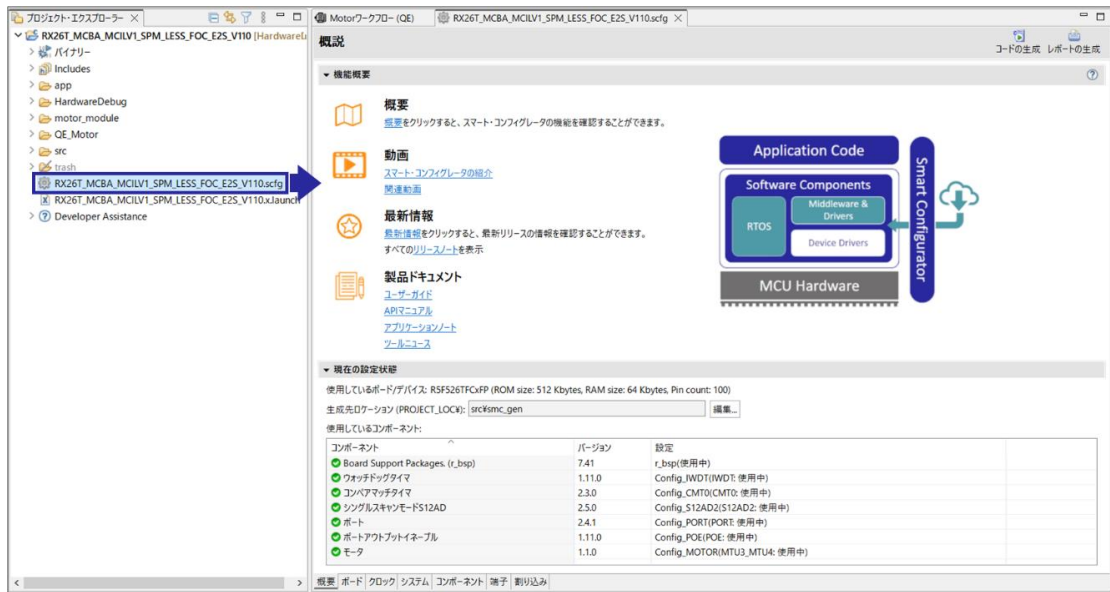 プロジェクト・エクスプローラー
RX26T_MCBA_MCILV1_SPM_LESS_FOC_E2S_V110
バイナリー
Includes
app
HardwareDebug
motor_module
QE_Motor
src
trash
RX26T_MCBA_MCILV1_SPM_LESS_FOC_E2S_V110.scfg
RX26T_MCBA_MCILV1_SPM_LESS_FOC_E2S_V110.x.launch
Developer Assistance
Motorワークフロー (QE)
RX26T_MCBA_MCILV1_SPM_LESS_FOC_E2S_V110.scfg
概説
コードの生成 レポートの生成
機能概要
概要
概要をクリックすると、スマート・コンフィグレータの機能を確認することができます。
動画
スマート・コンフィグレータの紹介
関連動画
最新情報
最新情報をクリックすると、最新リリースの情報を確認することができます。
すべてのリリースノートを表示
製品ドキュメント
ユーザーガイド
APIマニュアル
アプリケーションノート
ツールニュース
Application Code
Software Components
RTOS
Middleware &
Drivers
Device Drivers
MCU Hardware
Smart Configurator
現在の設定状態
使用しているボード/デバイス: R5F526TFCxFP (ROM size: 512 Kbytes, RAM size: 64 Kbytes, Pin count: 100)
生成先ロケーション (PROJECT_LOC¥): src¥smc_gen 編集...
使用しているコンポーネント:
コンポーネント バージョン 設定
Board Support Packages. (r_bsp) 7.41 r_bsp(使用中)
ウォッチドッグタイマ 1.11.0 Config_IWDT(IWDT: 使用中)
コンペアマッチタイマ 2.3.0 Config_CMT0(CMT0: 使用中)
シングルスキャンモードS12AD 2.5.0 Config_S12AD2(S12AD2: 使用中)
ポート 2.4.1 Config_PORT(PORT: 使用中)
ポートアウトプットイネーブル 1.11.0 Config_POE(POE: 使用中)
モータ 1.1.0 Config_MOTOR(MTU3_MTU4: 使用中)
概要 ボード クロック システム コンポーネント 端子 割り込み